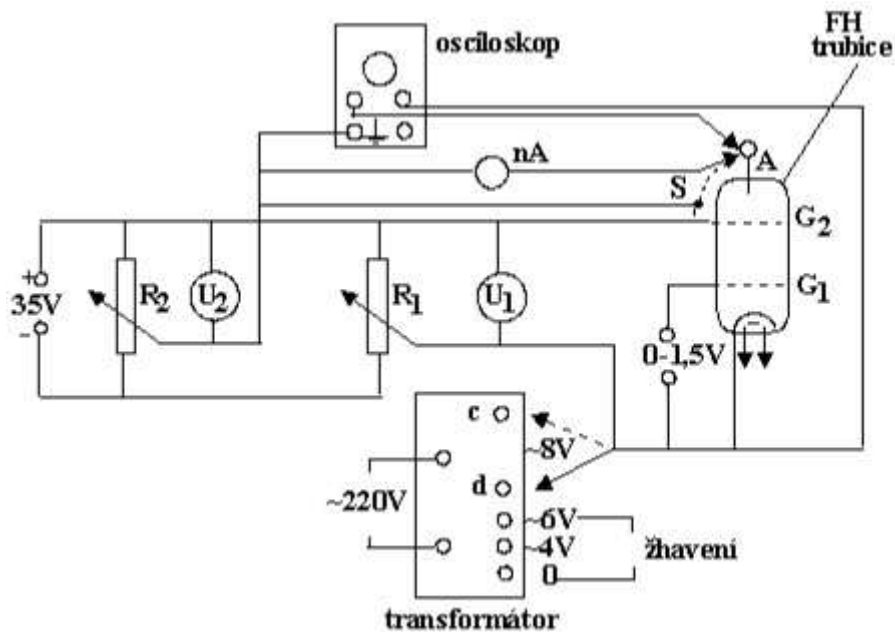 FH
trubice
osciloskop
nA
A
S
G2
G1
+
35V
-
R2
U2
R1
U1
0-1,5V
-
c
~8V
~220V
d
~6V
~4V
0
žhavení
transformátor